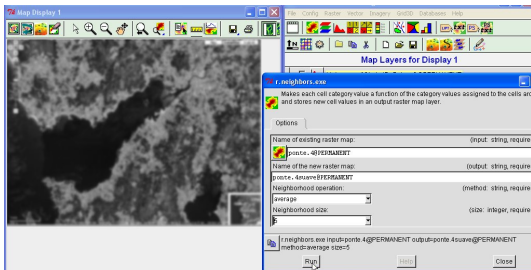 Map Display 1
File Config Raster Vector Imagery Grid3D Databases Help
Map Layers for Display 1
r.neighbors.exe
Makes each cell category value a function of the category values assigned to the cells aro
and stores new cell values in an output raster map layer.
Options
Name of existing raster map: (input: string, require
ponte.4@PERMANENT
Name of the new raster map: (output: string, require
ponte.4suave@PERMANENT
Neighborhood operation: (method: string, require
average
Neighborhood size: (size: integer, require
5
r.neighbors.exe input=ponte.4@PERMANENT output=ponte.4suave@PERMANENT
method=average size=5
Run Help Close